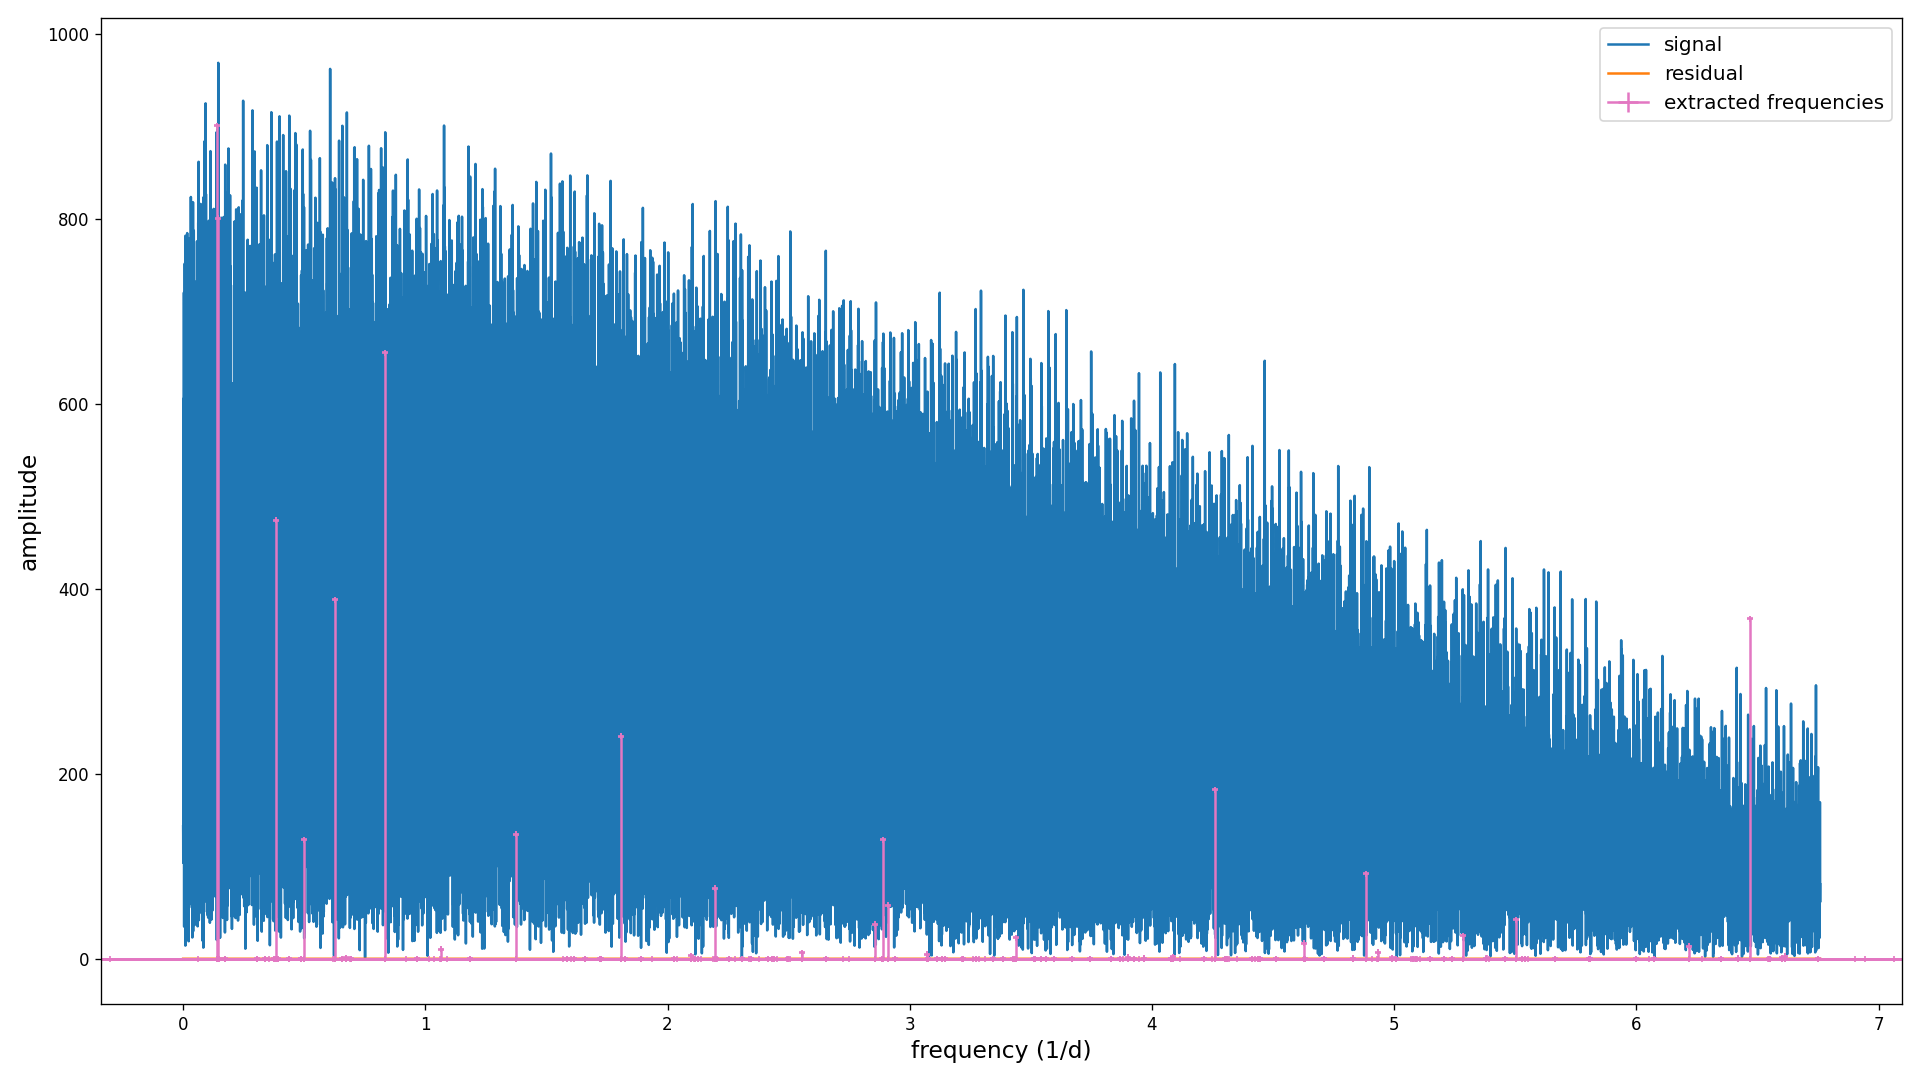 1000
800
600
400
200
0
amplitude
signal
residual
extracted frequencies
0 1 2 3 4 5 6 7
frequency (1/d)